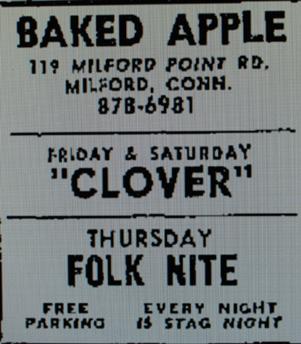 BAKED APPLE
119 MILFORD POINT RD.
MILFORD, CONN.
878-6981
FRIDAY & SATURDAY
"CLOVER"
THURSDAY
FOLK NITE
FREE EVERY NIGHT
PARKING IS STAG NIGHT